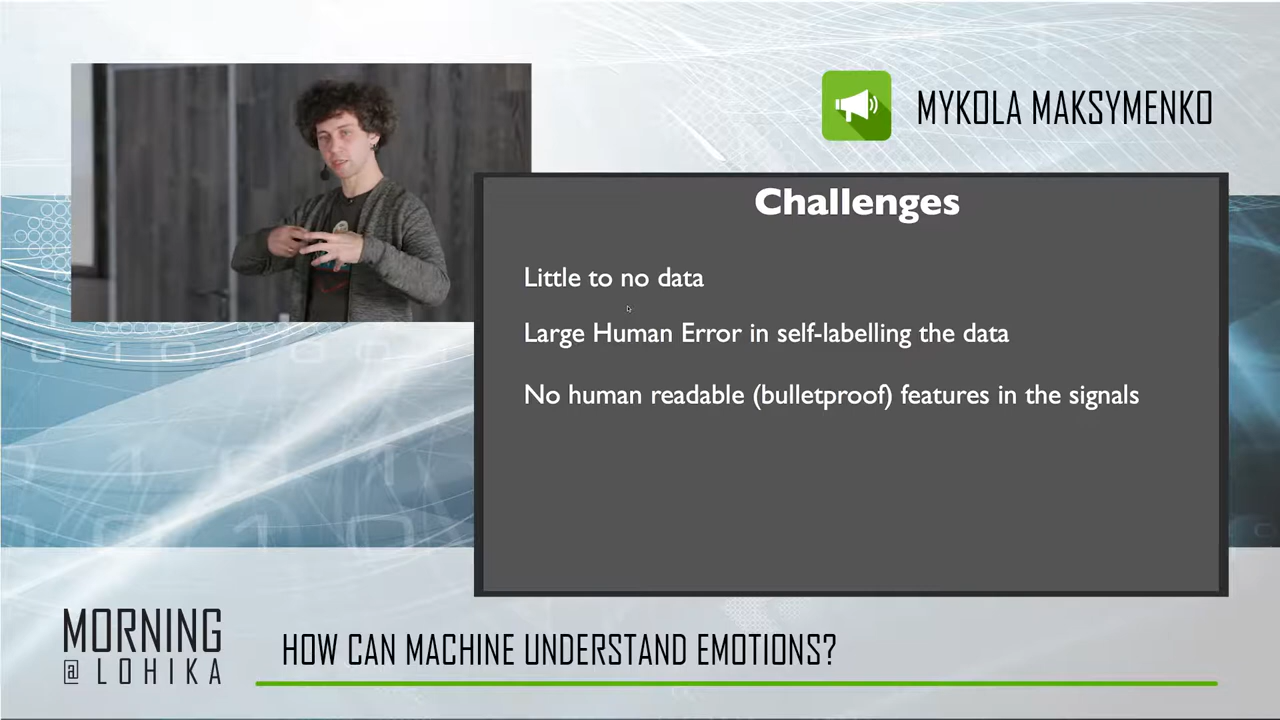 MYKOLA MAKSYMENKO
Challenges
Little to no data
Large Human Error in self-labelling the data
No human readable (bulletproof) features in the signals
MORNING
@ LOHIKA
HOW CAN MACHINE UNDERSTAND EMOTIONS?